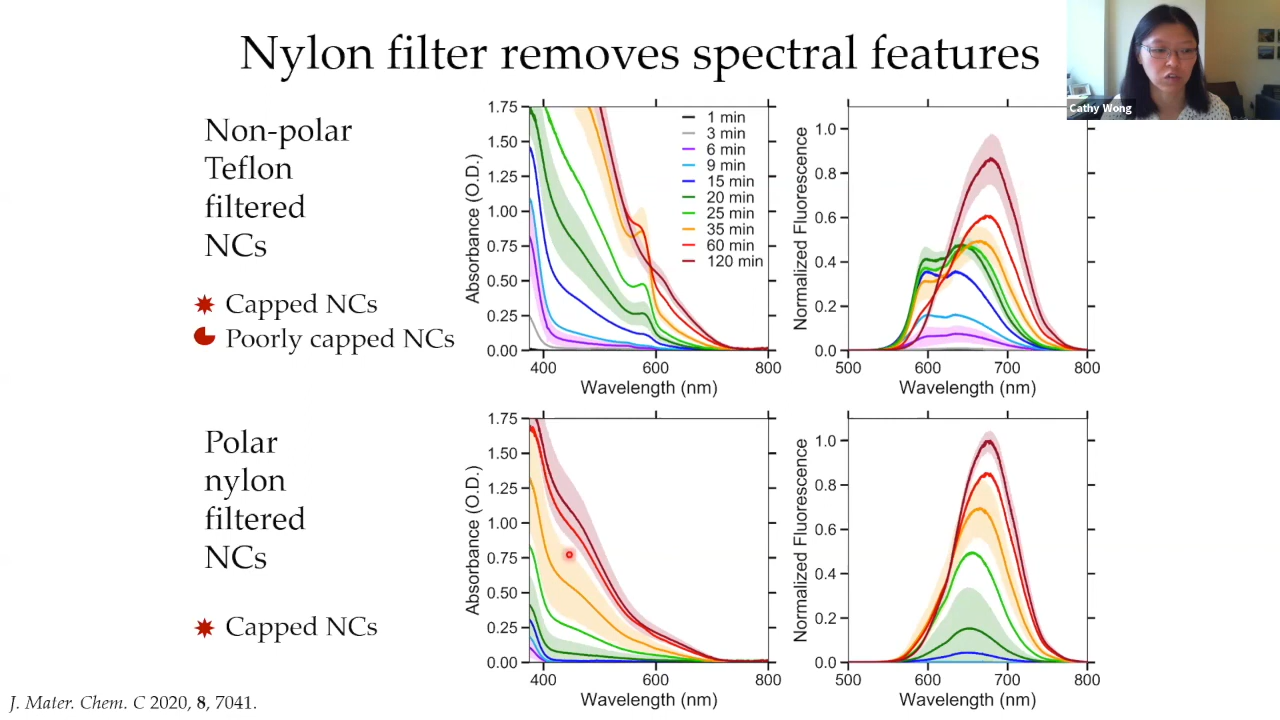 Nylon filter removes spectral features
Cathy Wong
Non-polar
Teflon
filtered
NCs
Capped NCs
Poorly capped NCs
Absorbance (O.D.)
1.75
1.50
1.25
1.00
0.75
0.50
0.25
0.00
400
600
800
Wavelength (nm)
1 min
3 min
6 min
9 min
15 min
20 min
25 min
35 min
60 min
120 min
Normalized Fluorescence
1.0
0.8
0.6
0.4
0.2
0.0
500
600
700
800
Wavelength (nm)
Polar
nylon
filtered
NCs
Capped NCs
Absorbance (O.D.)
1.75
1.50
1.25
1.00
0.75
0.50
0.25
0.00
400
600
800
Wavelength (nm)
Normalized Fluorescence
1.0
0.8
0.6
0.4
0.2
0.0
500
600
700
800
Wavelength (nm)
J. Mater. Chem. C 2020, 8, 7041.